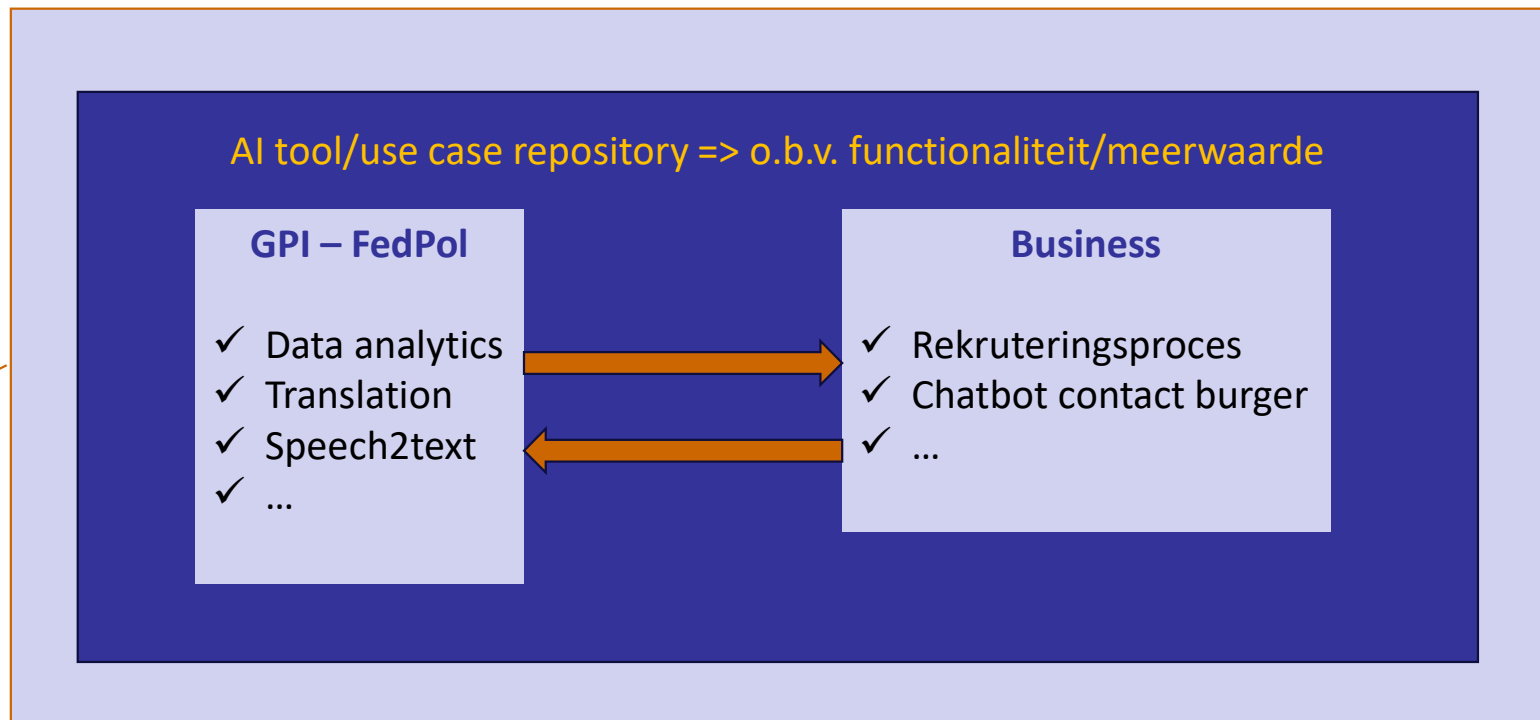 AI tool/use case repository => o.b.v. functionaliteit/meerwaarde
GPI – FedPol
✓ Data analytics
✓ Translation
✓ Speech2text
✓ ...
Business
✓ Rekruteringsproces
✓ Chatbot contact burger
✓ ...